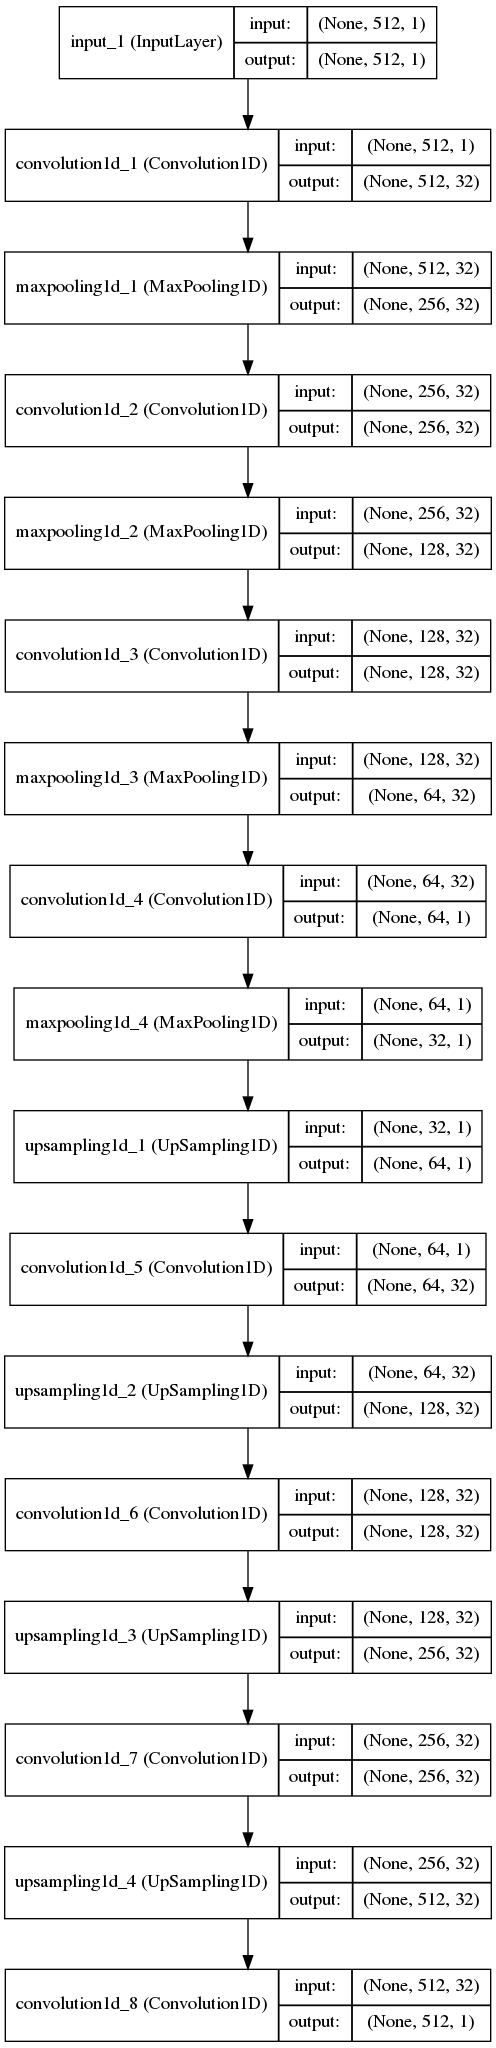 input_1 (InputLayer)
input: (None, 512, 1)
output: (None, 512, 1)
convolution1d_1 (Convolution1D)
input: (None, 512, 1)
output: (None, 512, 32)
maxpooling1d_1 (MaxPooling1D)
input: (None, 512, 32)
output: (None, 256, 32)
convolution1d_2 (Convolution1D)
input: (None, 256, 32)
output: (None, 256, 32)
maxpooling1d_2 (MaxPooling1D)
input: (None, 256, 32)
output: (None, 128, 32)
convolution1d_3 (Convolution1D)
input: (None, 128, 32)
output: (None, 128, 32)
maxpooling1d_3 (MaxPooling1D)
input: (None, 128, 32)
output: (None, 64, 32)
convolution1d_4 (Convolution1D)
input: (None, 64, 32)
output: (None, 64, 1)
maxpooling1d_4 (MaxPooling1D)
input: (None, 64, 1)
output: (None, 32, 1)
upsampling1d_1 (UpSampling1D)
input: (None, 32, 1)
output: (None, 64, 1)
convolution1d_5 (Convolution1D)
input: (None, 64, 1)
output: (None, 64, 32)
upsampling1d_2 (UpSampling1D)
input: (None, 64, 32)
output: (None, 128, 32)
convolution1d_6 (Convolution1D)
input: (None, 128, 32)
output: (None, 128, 32)
upsampling1d_3 (UpSampling1D)
input: (None, 128, 32)
output: (None, 256, 32)
convolution1d_7 (Convolution1D)
input: (None, 256, 32)
output: (None, 256, 32)
upsampling1d_4 (UpSampling1D)
input: (None, 256, 32)
output: (None, 512, 32)
convolution1d_8 (Convolution1D)
input: (None, 512, 32)
output: (None, 512, 1)